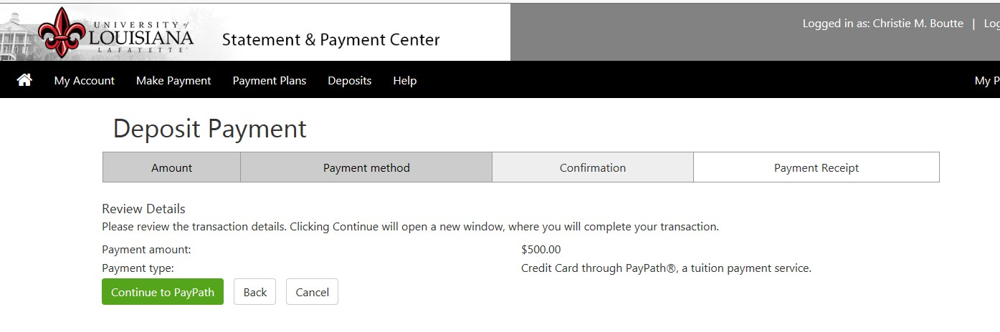 UNIVERSITY of
LOUISIANA
LAFAYETTE
Statement & Payment Center
Logged in as: Christie M. Boutte |
My Account Make Payment Payment Plans Deposits Help My
Deposit Payment
Amount Payment method Confirmation Payment Receipt
Review Details
Please review the transaction details. Clicking Continue will open a new window, where you will complete your transaction.
Payment amount: $500.00
Payment type: Credit Card through PayPath®, a tuition payment service.
Continue to PayPath Back Cancel